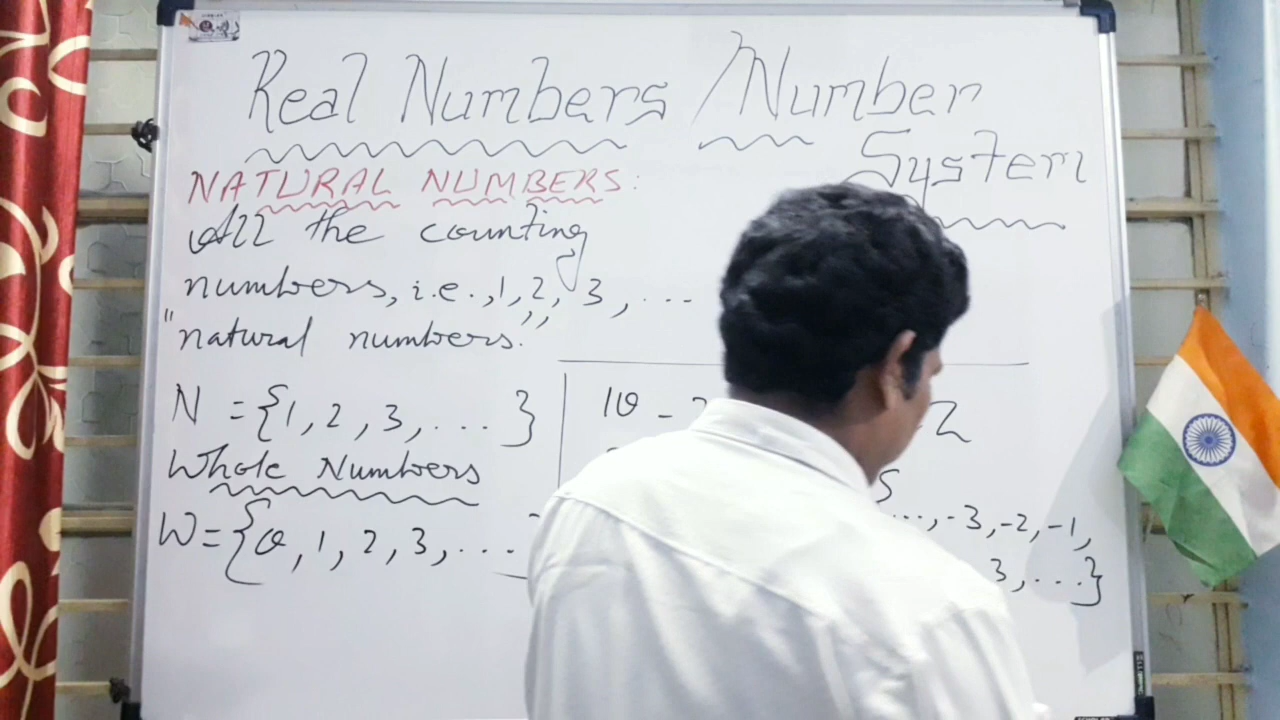 Real Numbers / Number
System
NATURAL NUMBERS:
All the counting
numbers, i.e., 1, 2, 3, ...
"natural numbers".
N = {1, 2, 3, ... }
Whole Numbers
W = {0, 1, 2, 3, ...
10 -
Z
..., -3, -2, -1,
3, ...}